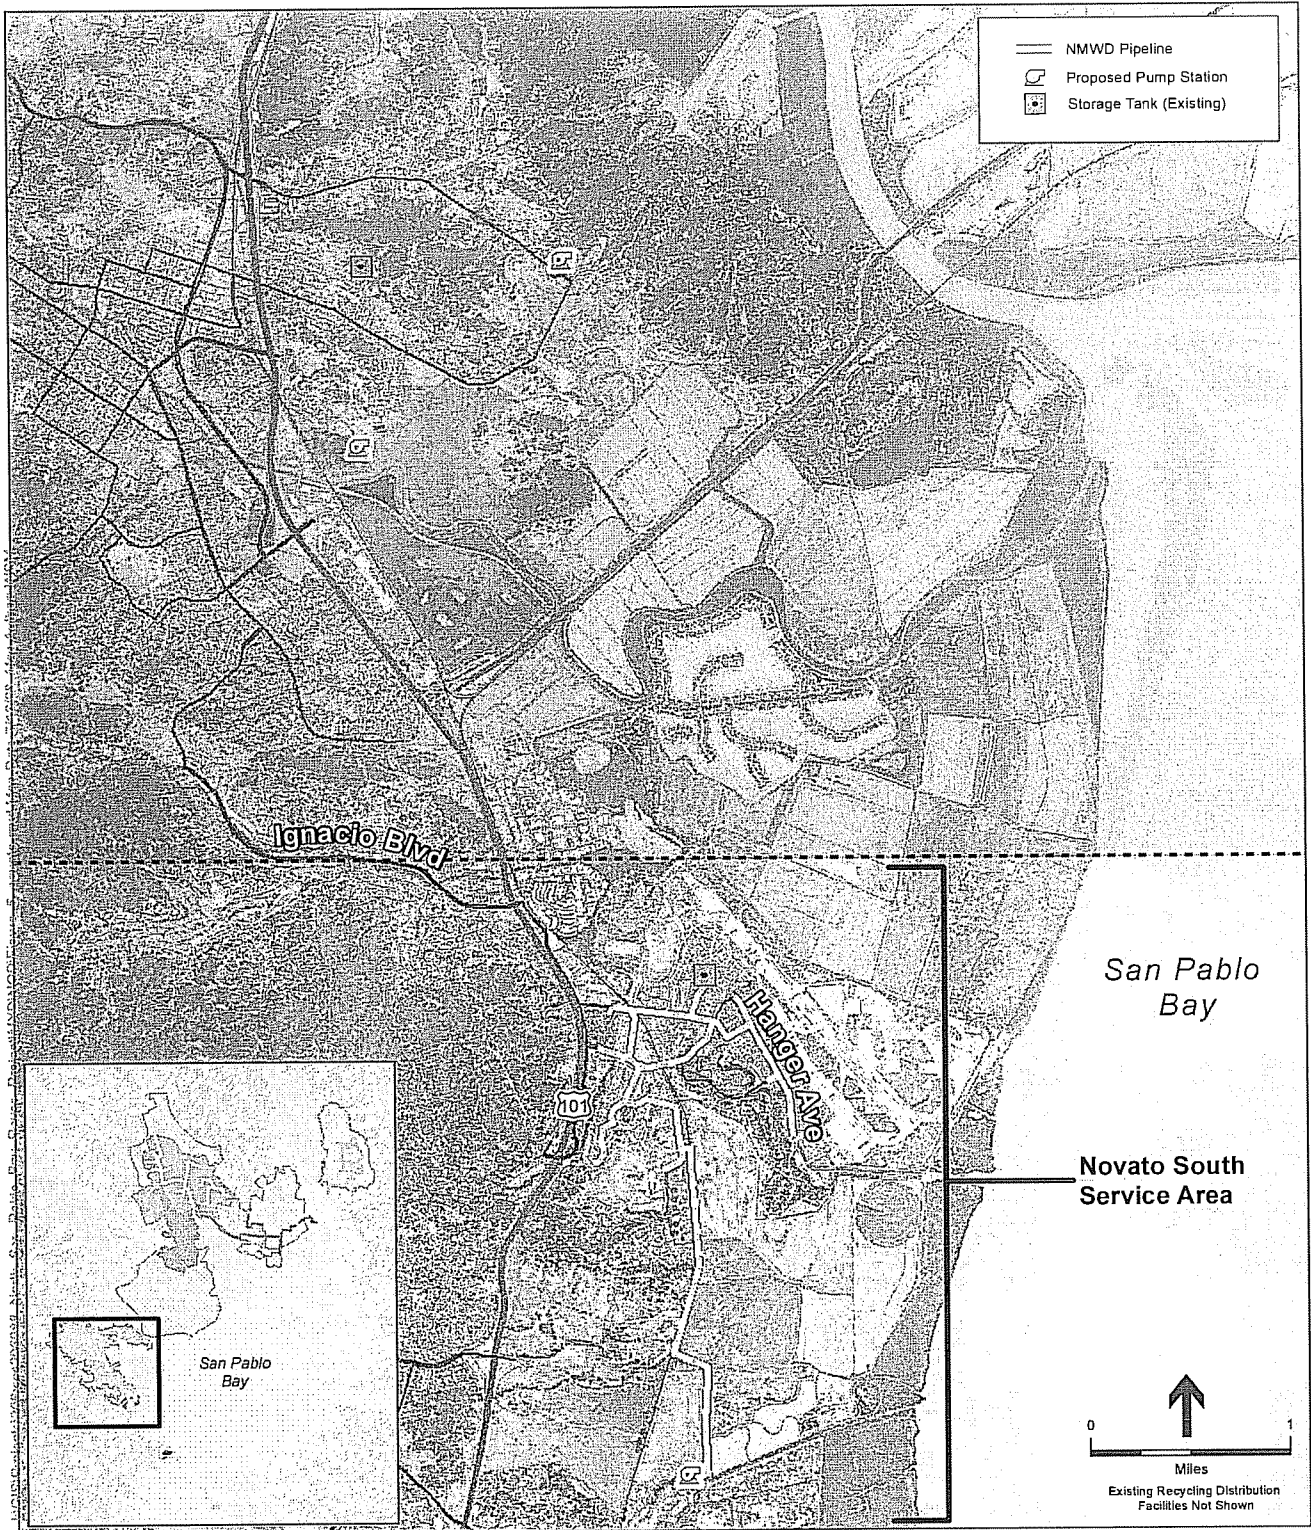 NMWD Pipeline
Proposed Pump Station
Storage Tank (Existing)
Ignacio Blvd
San Pablo
Bay
Hanger Ave
101
Novato South
Service Area
San Pablo
Bay
0 1
Miles
Existing Recycling Distribution
Facilities Not Shown